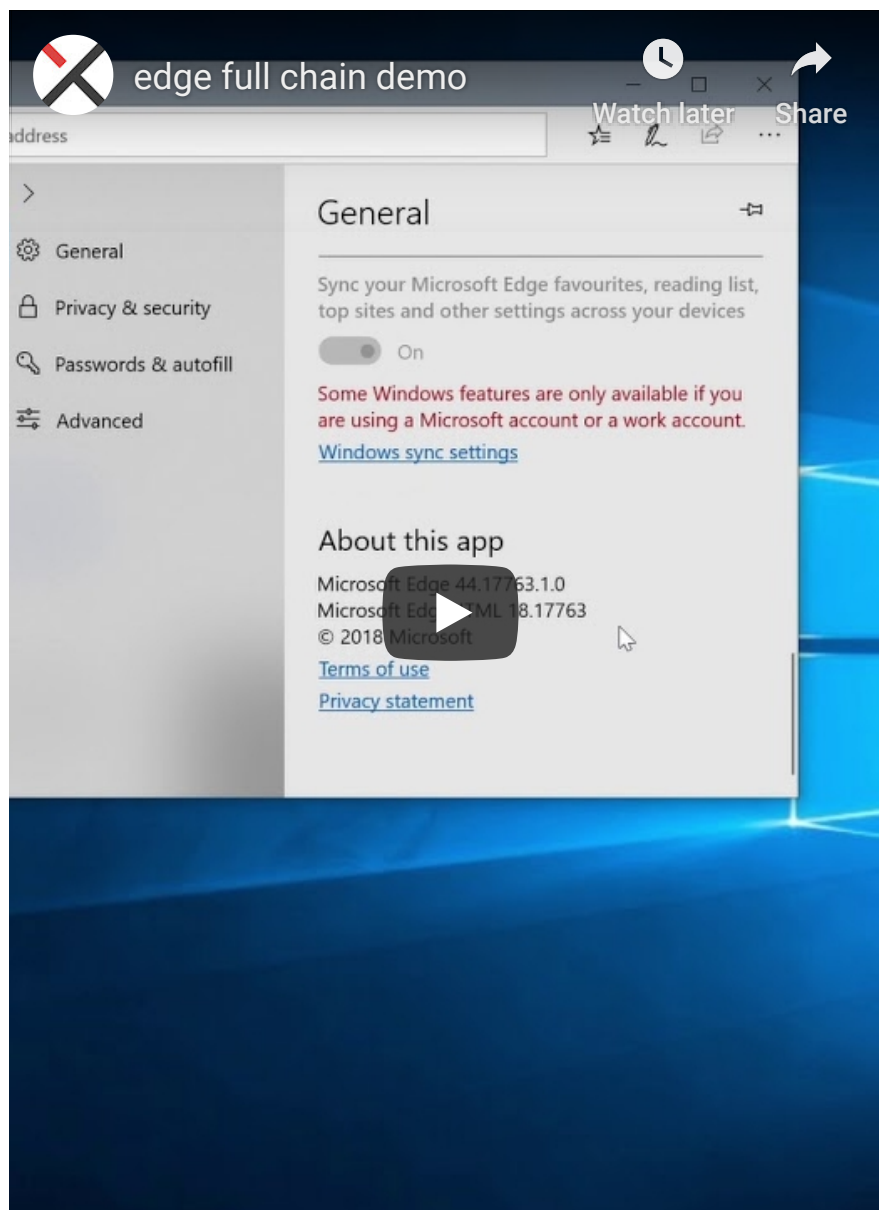 edge full chain demo
Watch later
Share
address
General
Privacy & security
Passwords & autofill
Advanced
General
Sync your Microsoft Edge favourites, reading list,
top sites and other settings across your devices
On
Some Windows features are only available if you
are using a Microsoft account or a work account.
Windows sync settings
About this app
Microsoft Edge 44.17763.1.0
Microsoft EdgeHTML 18.17763
© 2018 Microsoft
Terms of use
Privacy statement